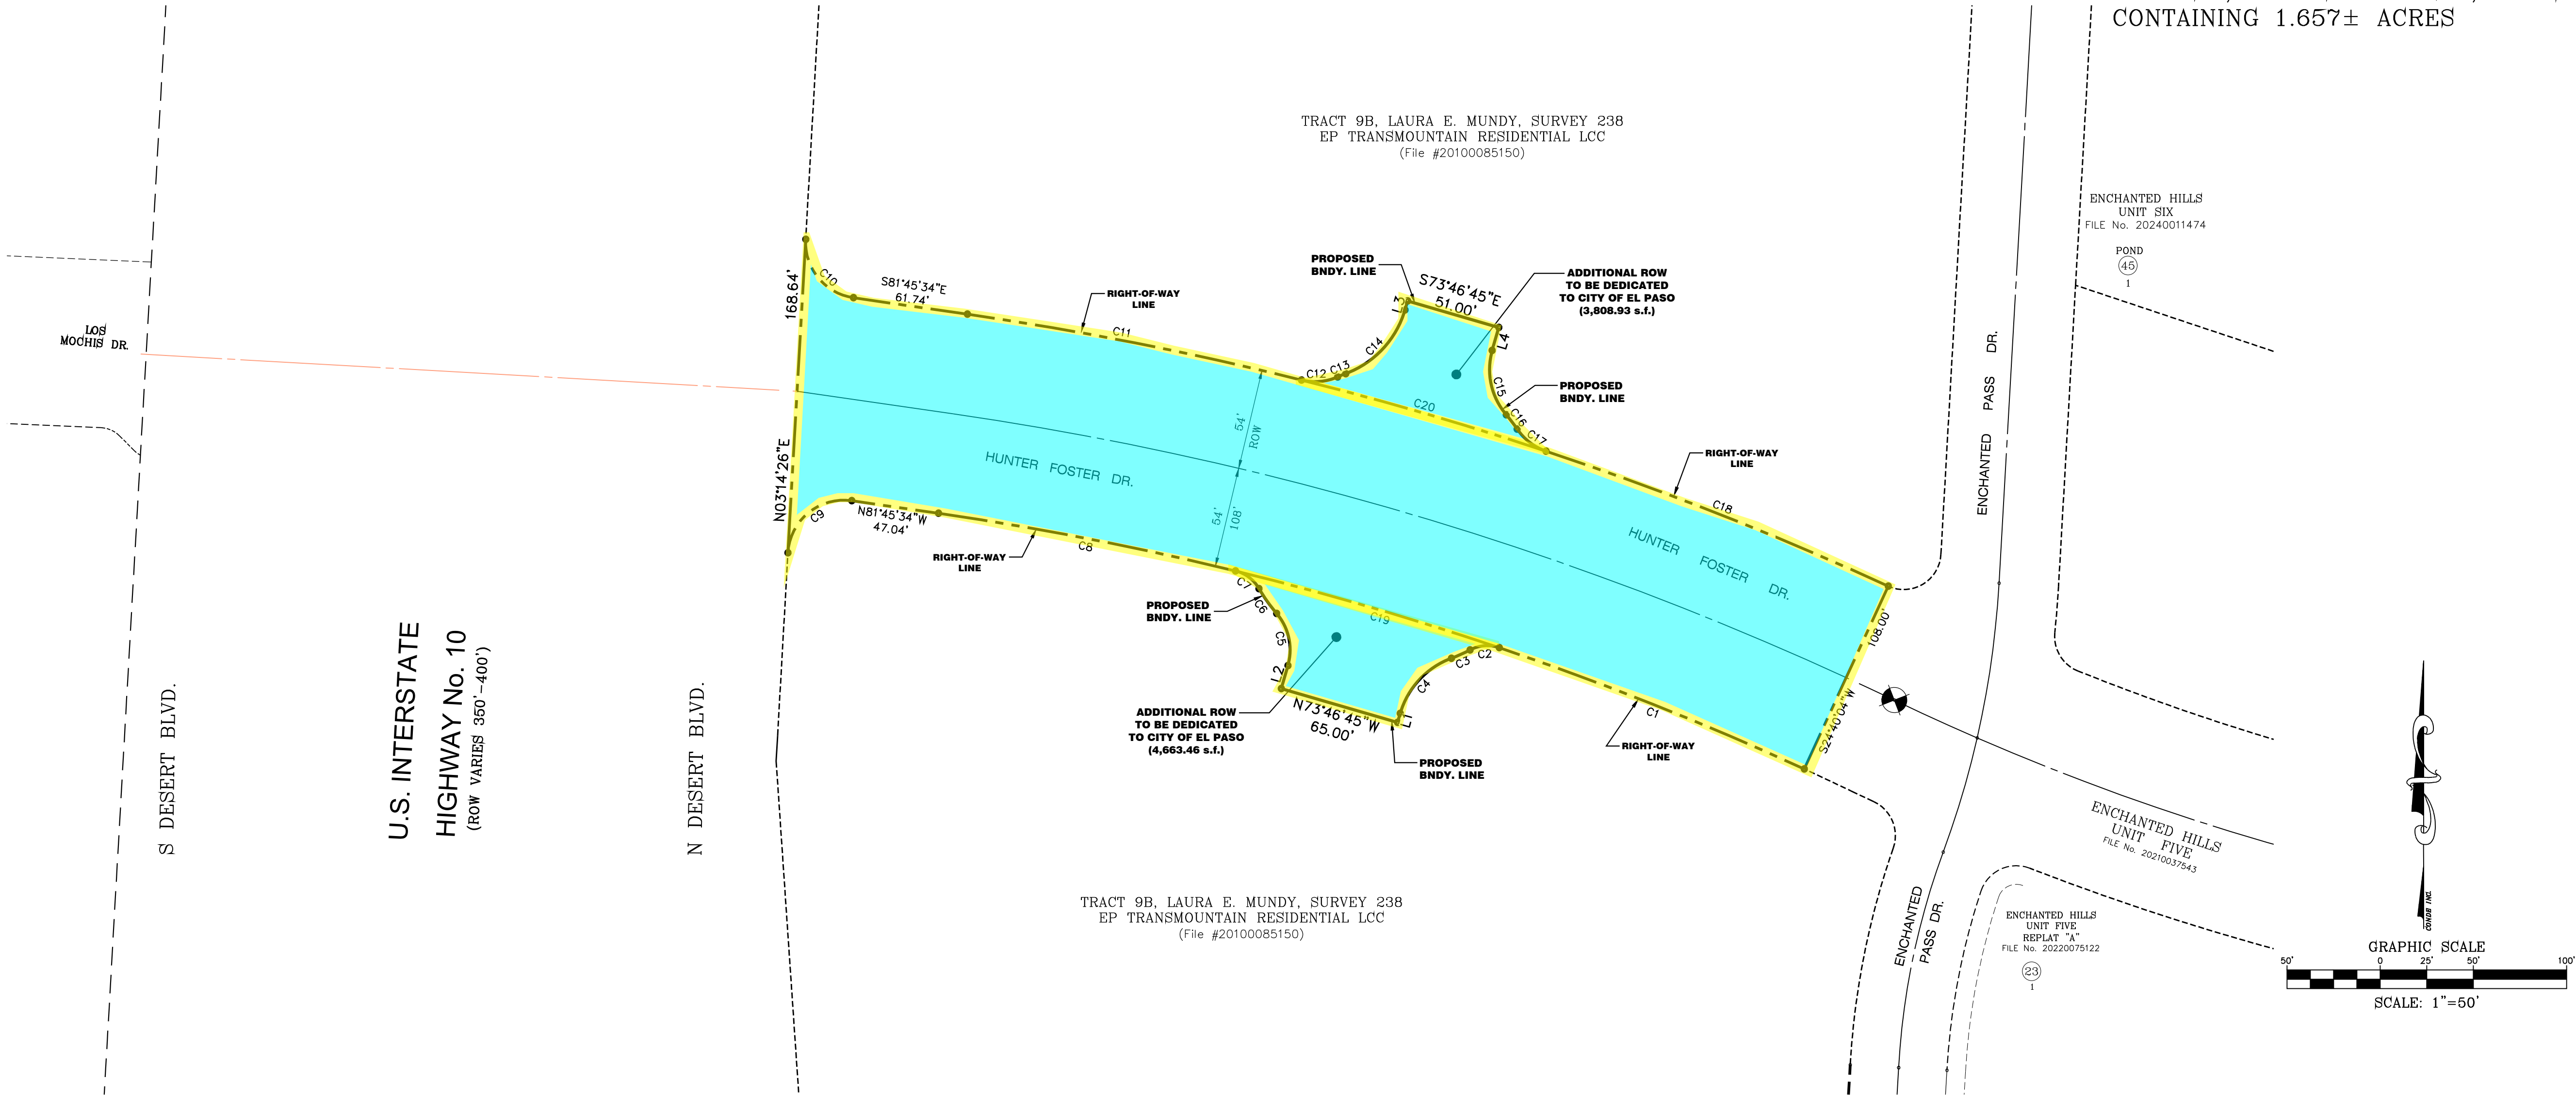 CONTAINING 1.657± ACRES
TRACT 9B, LAURA E. MUNDY, SURVEY 238
EP TRANSMOUNTAIN RESIDENTIAL LCC
(File #20100085150)
ENCHANTED HILLS
UNIT SIX
FILE No. 20240011474
POND
45
1
PROPOSED
BNDY. LINE
S73°46'45"E
51.00'
ADDITIONAL ROW
TO BE DEDICATED
TO CITY OF EL PASO
(3,808.93 s.f.)
C10
S81°45'34"E
61.74'
RIGHT-OF-WAY
LINE
C11
168.64'
L3
L4
LOS
MOCHIS DR.
C12
C13
C14
C15
C16
C17
PROPOSED
BNDY. LINE
C20
54'
ROW
ENCHANTED PASS DR.
HUNTER FOSTER DR.
N03°14'26"E
RIGHT-OF-WAY
LINE
C18
C9
N81°45'34"W
47.04'
54'
108'
RIGHT-OF-WAY
LINE
C8
HUNTER FOSTER DR.
C7
C6
C5
PROPOSED
BNDY. LINE
C19
108.00'
L2
C4
C3
C2
L1
S24°40'04"W
N73°46'45"W
65.00'
ADDITIONAL ROW
TO BE DEDICATED
TO CITY OF EL PASO
(4,663.46 s.f.)
C1
RIGHT-OF-WAY
LINE
PROPOSED
BNDY. LINE
U.S. INTERSTATE
HIGHWAY No. 10
(ROW VARIES 350'-400')
S DESERT BLVD.
N DESERT BLVD.
ENCHANTED HILLS
UNIT FIVE
FILE No. 20210037543
TRACT 9B, LAURA E. MUNDY, SURVEY 238
EP TRANSMOUNTAIN RESIDENTIAL LCC
(File #20100085150)
ENCHANTED
PASS DR.
ENCHANTED HILLS
UNIT FIVE
REPLAT "A"
FILE No. 20220075122
23
1
CONDE INC.
GRAPHIC SCALE
50' 0 25' 50' 100'
SCALE: 1"=50'